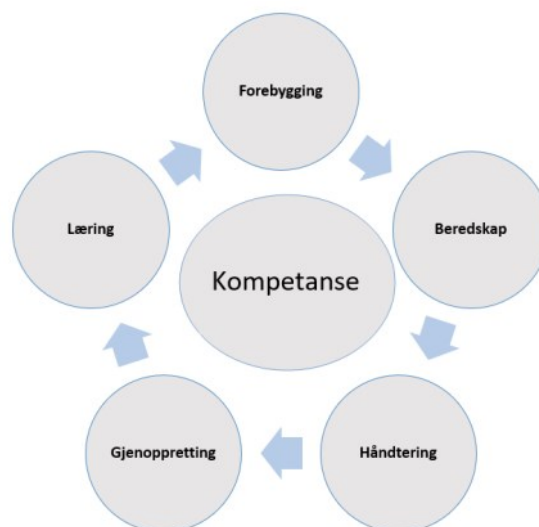 Forebygging
Beredskap
Håndtering
Gjenoppretting
Læring
Kompetanse